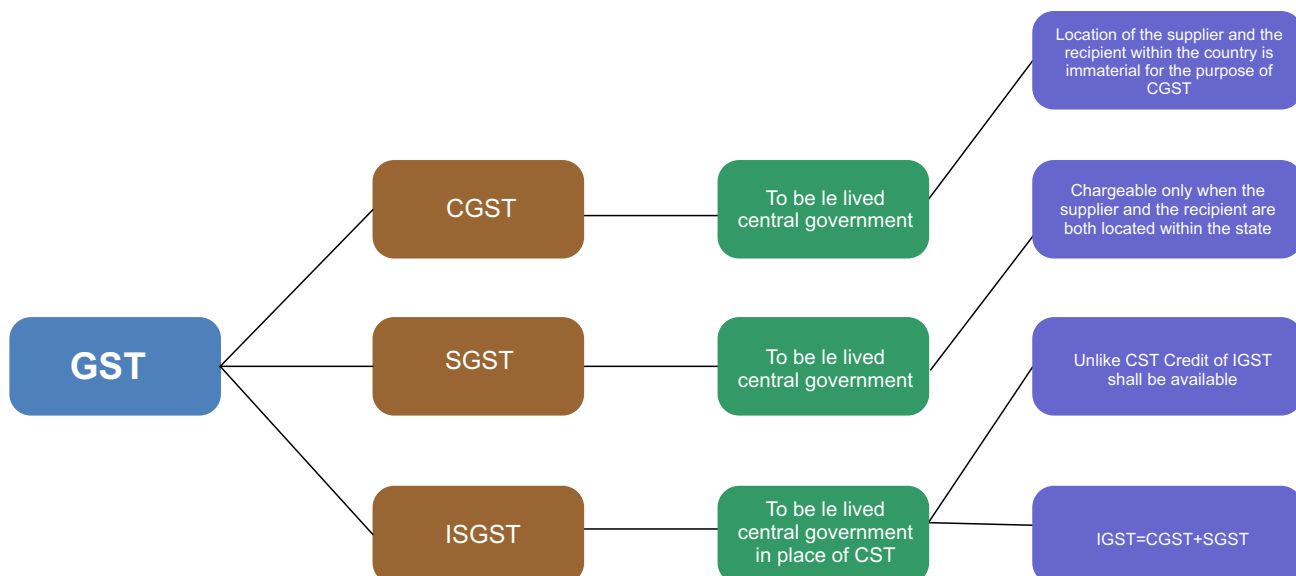 GST
CGST
To be le lived
central government
Location of the supplier and the
recipient within the country is
immaterial for the purpose of
CGST
SGST
To be le lived
central government
Chargeable only when the
supplier and the recipient are
both located within the state
ISGST
To be le lived
central government
in place of CST
Unlike CST Credit of IGST
shall be available
IGST=CGST+SGST